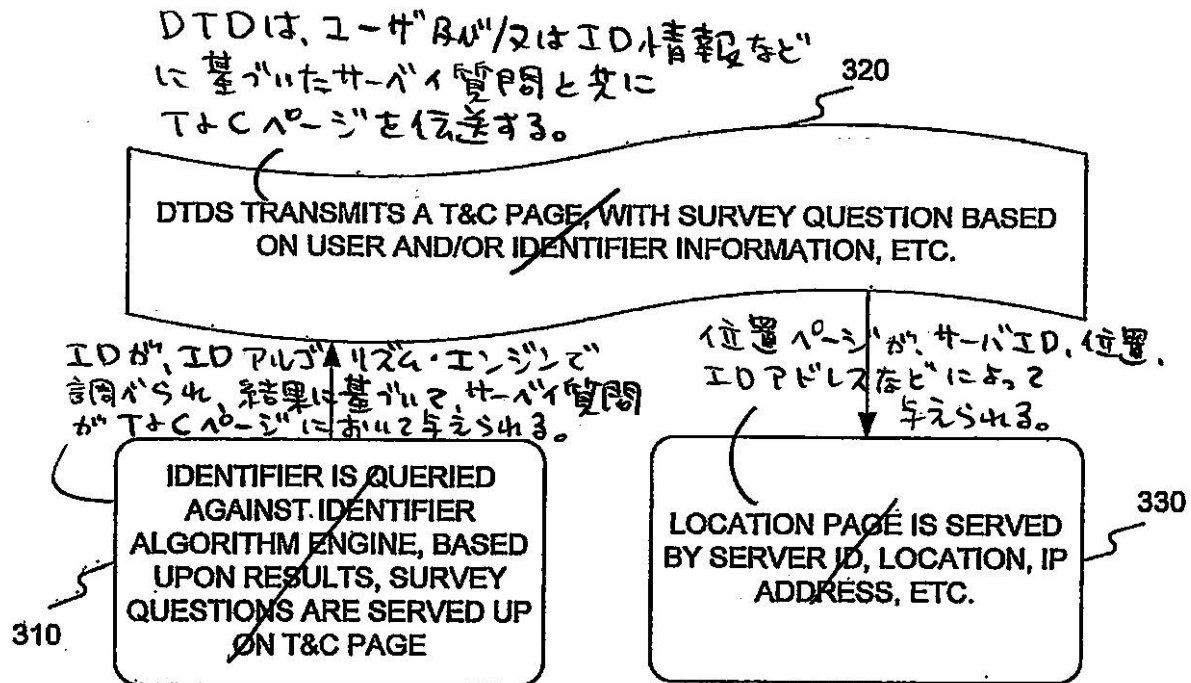 DTDは、ユーザ及び/又はID情報など
に基づいたサーベイ質問と共に
TよCページを伝送する。
320
DTDS TRANSMITS A T&C PAGE, WITH SURVEY QUESTION BASED
ON USER AND/OR IDENTIFIER INFORMATION, ETC.
IDが、IDアルゴリズム・エンジンで
調べられ、結果に基づいて、サーベイ質問
がTよCページにおいて与えられる。
位置ページが、サーバID、位置、
IDアドレスなどによって
与えられる。
IDENTIFIER IS QUERIED
AGAINST IDENTIFIER
ALGORITHM ENGINE, BASED
UPON RESULTS, SURVEY
QUESTIONS ARE SERVED UP
ON T&C PAGE
310
LOCATION PAGE IS SERVED
BY SERVER ID, LOCATION, IP
ADDRESS, ETC.
330